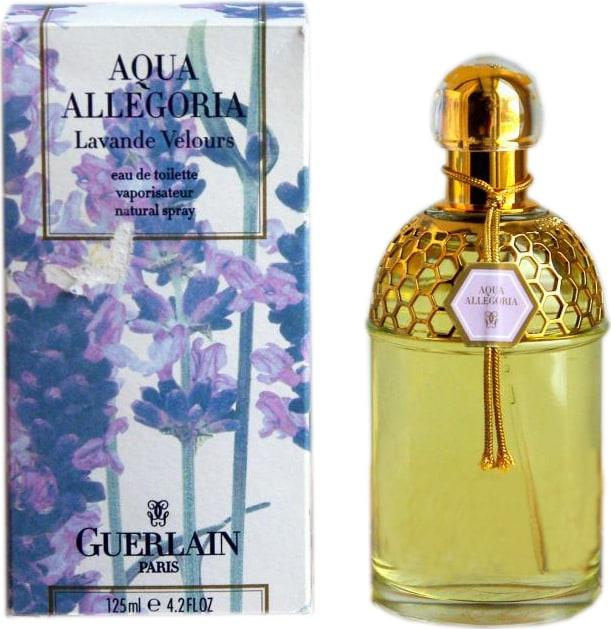 AQUA
ALLÈGORIA
Lavande Velours
eau de toilette
vaporisateur
natural spray
GUERLAIN
PARIS
125 ml e 4.2 FL OZ
AQUA
ALLEGORIA